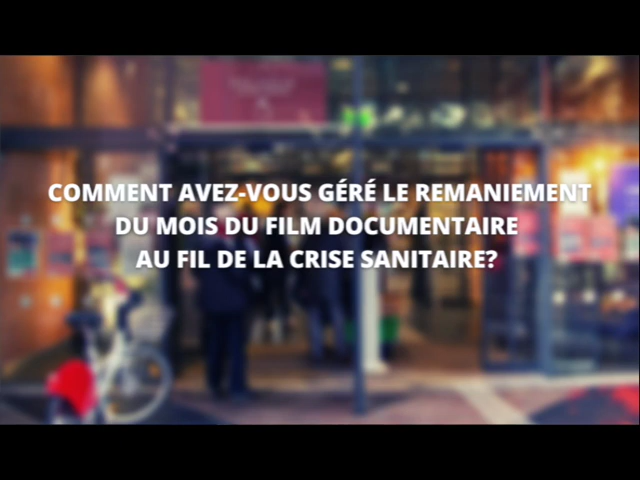 COMMENT AVEZ-VOUS GÉRÉ LE REMANIEMENT
DU MOIS DU FILM DOCUMENTAIRE
AU FIL DE LA CRISE SANITAIRE?